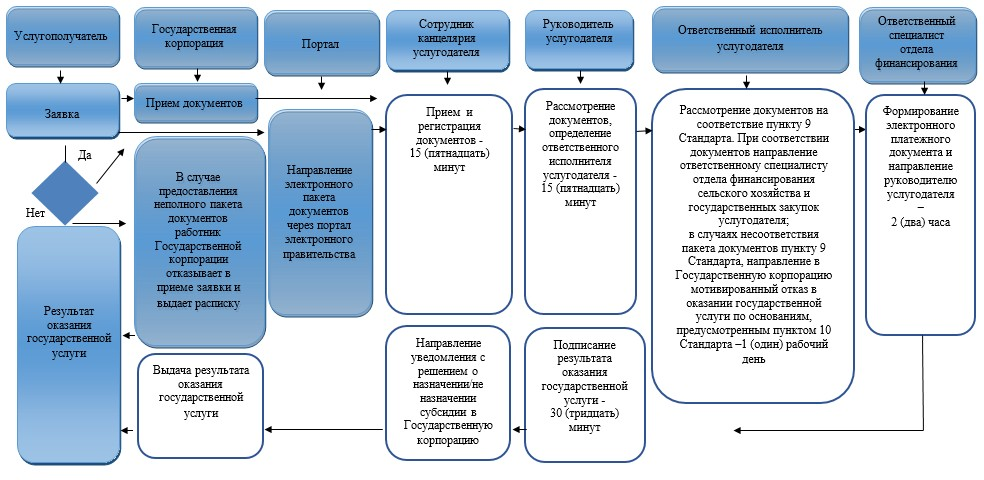 Услугополучатель
Государственная
корпорация
Портал
Сотрудник
канцелярия
услугодателя
Руководитель
услугодателя
Ответственный исполнитель
услугодателя
Ответственный
специалист
отдела
финансирования
Заявка
Прием документов
Да
Нет
Результат
оказания
государственной
услуги
В случае
предоставления
неполного пакета
документов
работник
Государственной
корпорации
отказывает в
приеме заявки и
выдает расписку
Направление
электронного
пакета
документов
через портал
электронного
правительства
Прием и
регистрация
документов -
15 (пятнадцать)
минут
Рассмотрение
документов,
определение
ответственного
исполнителя
услугодателя -
15 (пятнадцать)
минут
Рассмотрение документов на
соответствие пункту 9
Стандарта. При соответствии
документов направление
ответственному специалисту
отдела финансирования
сельского хозяйства и
государственных закупок
услугодателя;
в случаях несоответствия
пакета документов пункту 9
Стандарта, направление в
Государственную корпорацию
мотивированный отказ в
оказании государственной
услуги по основаниям,
предусмотренным пунктом 10
Стандарта –1 (один) рабочий
день
Формирование
электронного
платежного
документа и
направление
руководителю
услугодателя
–
2 (два) часа
Выдача результата
оказания
государственной
услуги
Направление
уведомления с
решением о
назначении/не
назначении
субсидии в
Государственную
корпорацию
Подписание
результата
оказания
государственной
услуги -
30 (тридцать)
минут